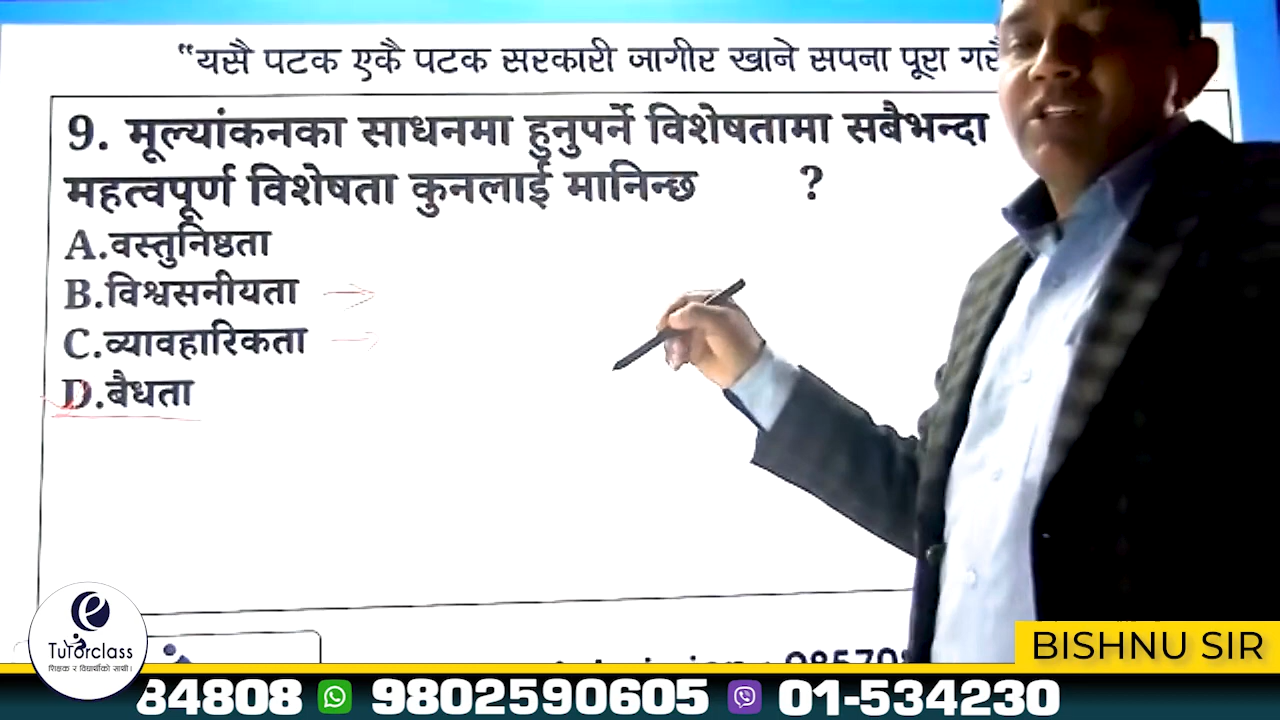 "यसै पटक एकै पटक सरकारी जागीर खाने सपना पूरा गरौं
9. मूल्यांकनका साधनमा हुनुपर्ने विशेषतामा सबैभन्दा
महत्वपूर्ण विशेषता कुनलाई मानिन्छ ?
A.वस्तुनिष्ठता
B.विश्वसनीयता
C.व्यावहारिकता
D.बैधता
e
Tutorclass
शिक्षक र विद्यार्थीको साथी।
BISHNU SIR
84808 9802590605 01-534230